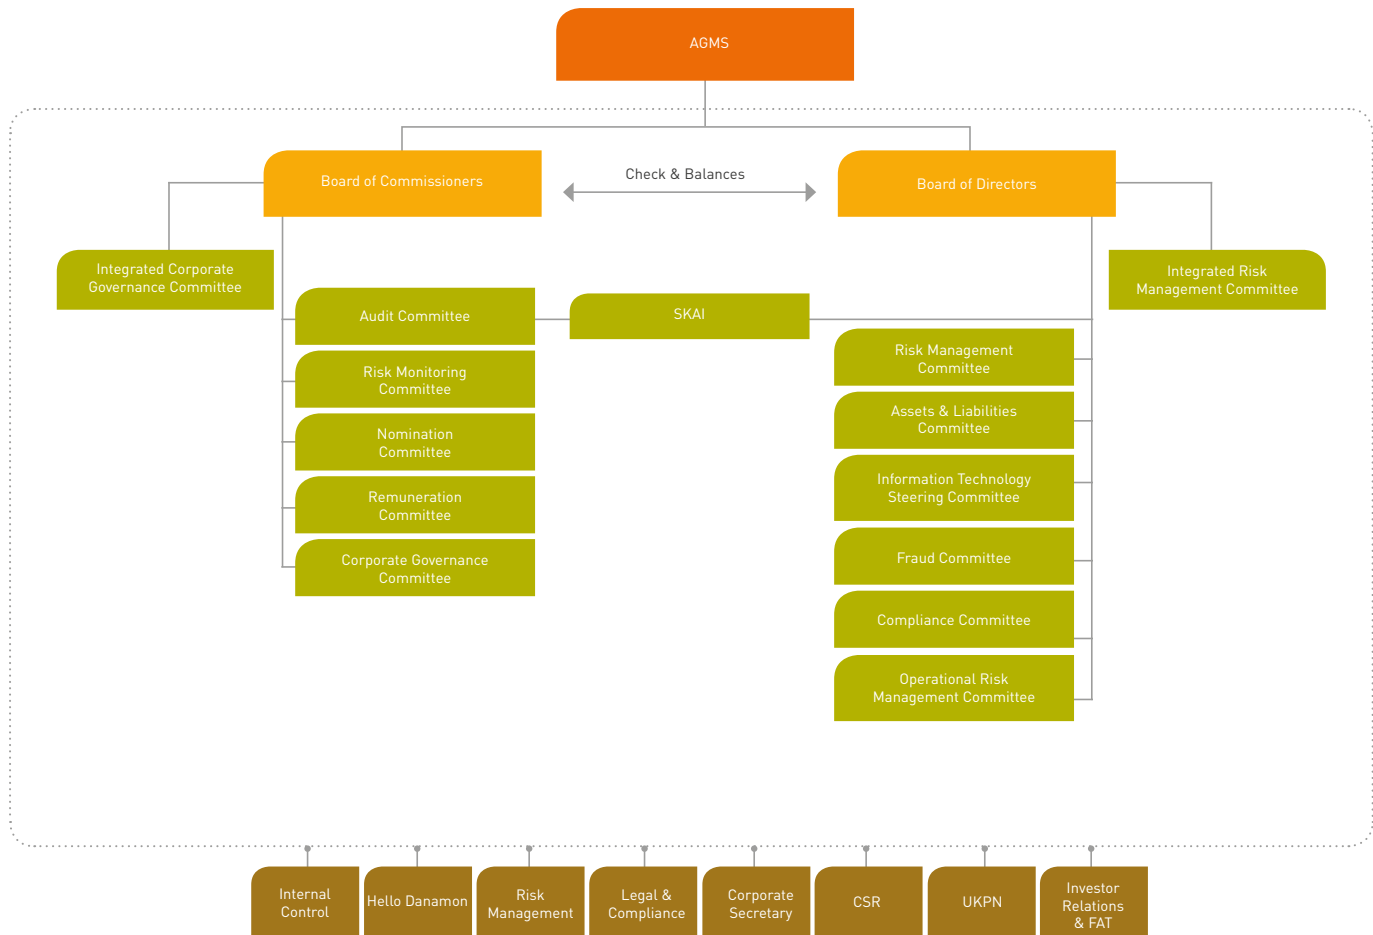 AGMS
Board of Commissioners
Check & Balances
Board of Directors
Integrated Corporate
Governance Committee
Integrated Risk
Management Committee
Audit Committee
SKAI
Risk Monitoring
Committee
Nomination
Committee
Remuneration
Committee
Corporate Governance
Committee
Risk Management
Committee
Assets & Liabilities
Committee
Information Technology
Steering Committee
Fraud Committee
Compliance Committee
Operational Risk
Management Committee
Internal
Control
Hello Danamon
Risk
Management
Legal &
Compliance
Corporate
Secretary
CSR
UKPN
Investor
Relations
& FAT